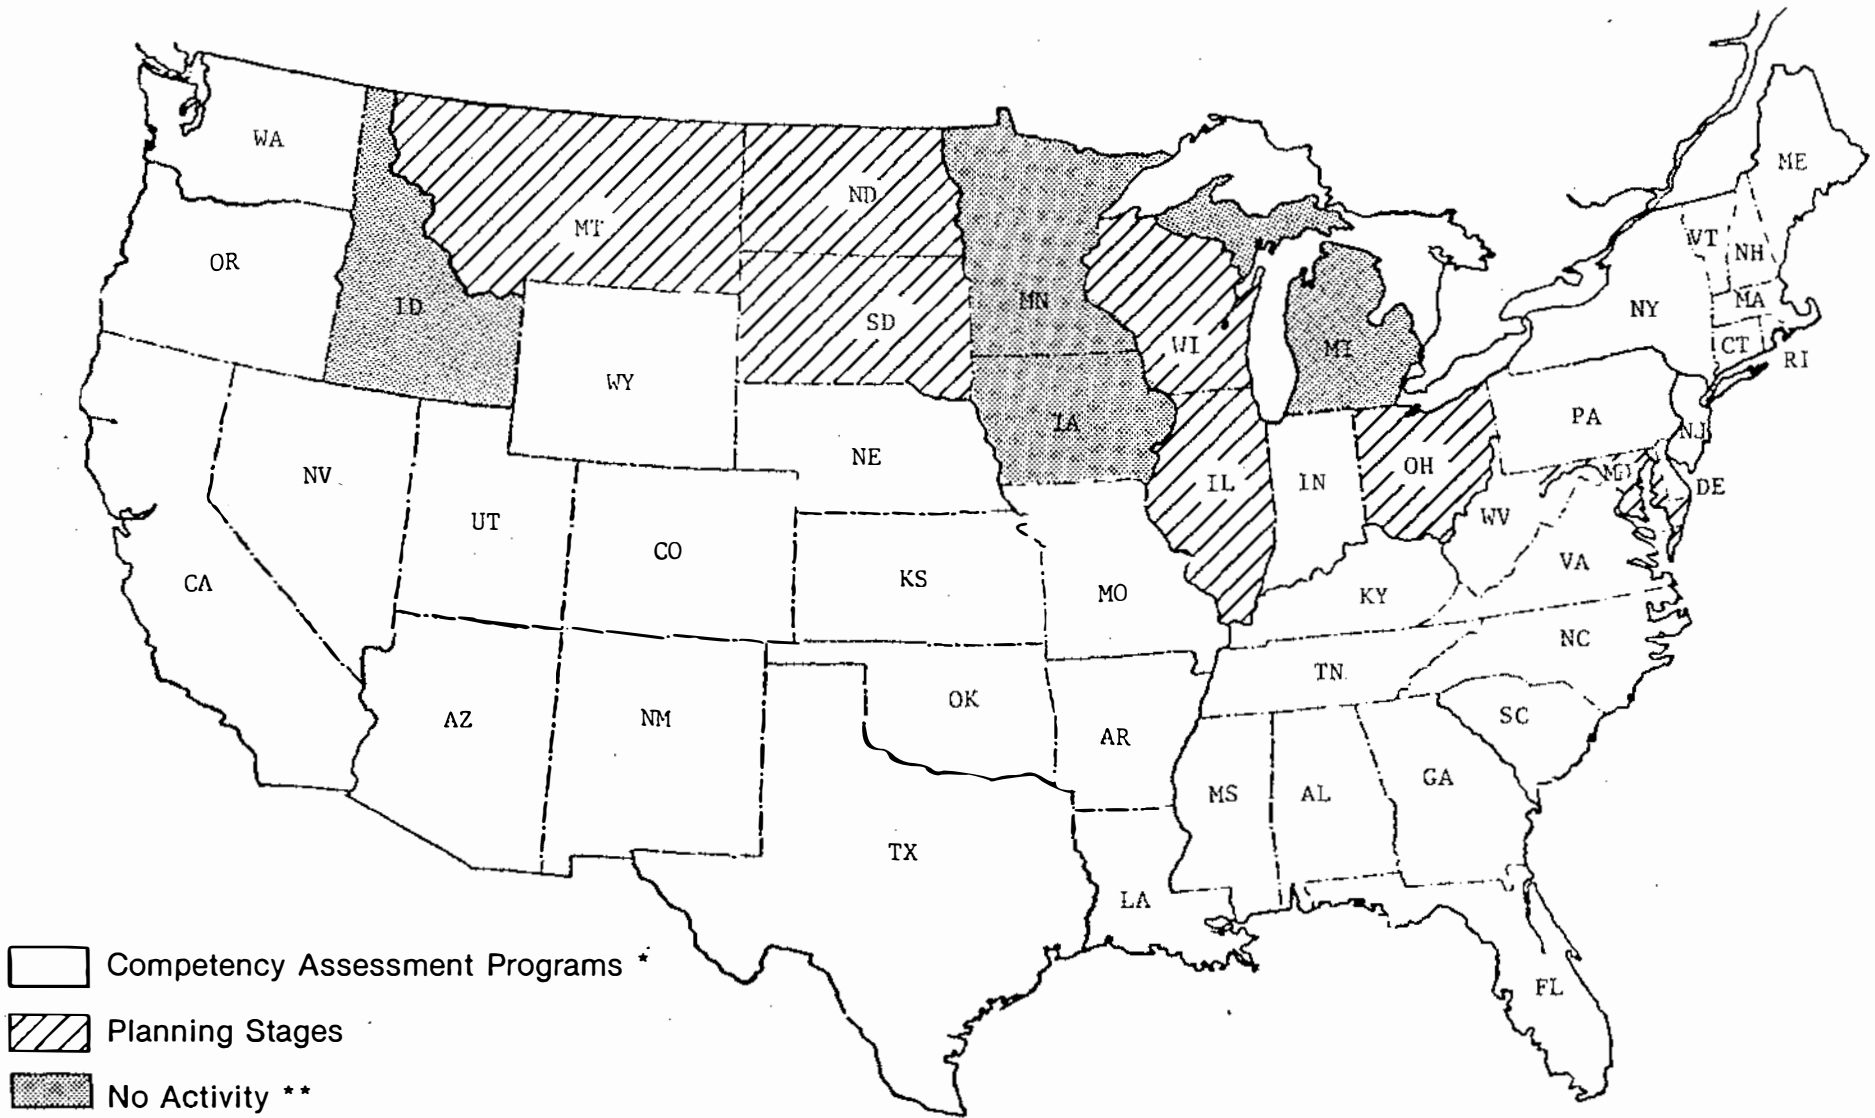 WA
ME
MT
ND
VT
NH
OR
ID
MN
MA
NY
SD
WI
MI
CT
RI
WY
PA
NJ
NE
IA
NV
IL
IN
OH
MD
DE
UT
CO
WV
CA
KS
MO
KY
VA
NC
TN
AZ
NM
OK
AR
SC
MS
AL
GA
TX
LA
FL
Competency Assessment Programs *
Planning Stages
No Activity **